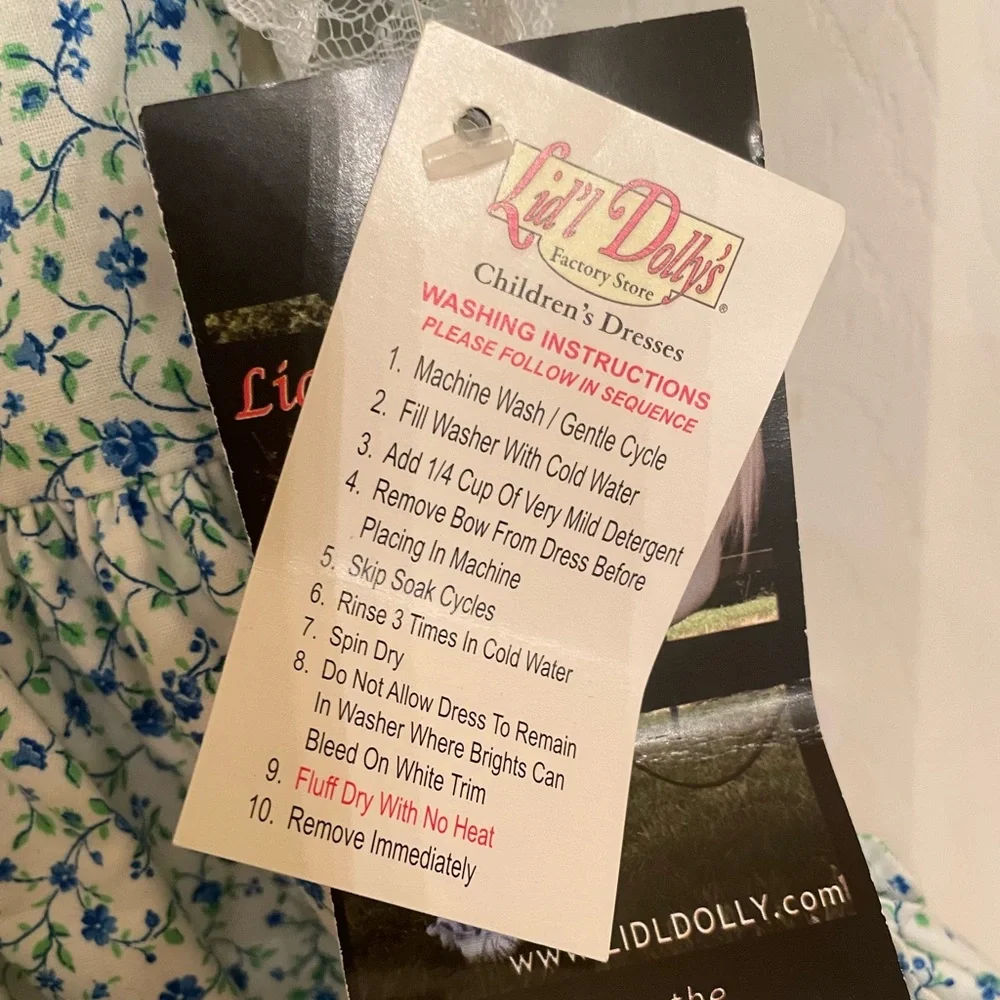 Lid'l Dolly's
Factory Store
®
Children's Dresses
WASHING INSTRUCTIONS
PLEASE FOLLOW IN SEQUENCE
1. Machine Wash / Gentle Cycle
2. Fill Washer With Cold Water
3. Add 1/4 Cup Of Very Mild Detergent
4. Remove Bow From Dress Before
Placing In Machine
5. Skip Soak Cycles
6. Rinse 3 Times In Cold Water
7. Spin Dry
8. Do Not Allow Dress To Remain
In Washer Where Brights Can
Bleed On White Trim
9. Fluff Dry With No Heat
10. Remove Immediately
Lid
www.LIDLDOLLY.com
the